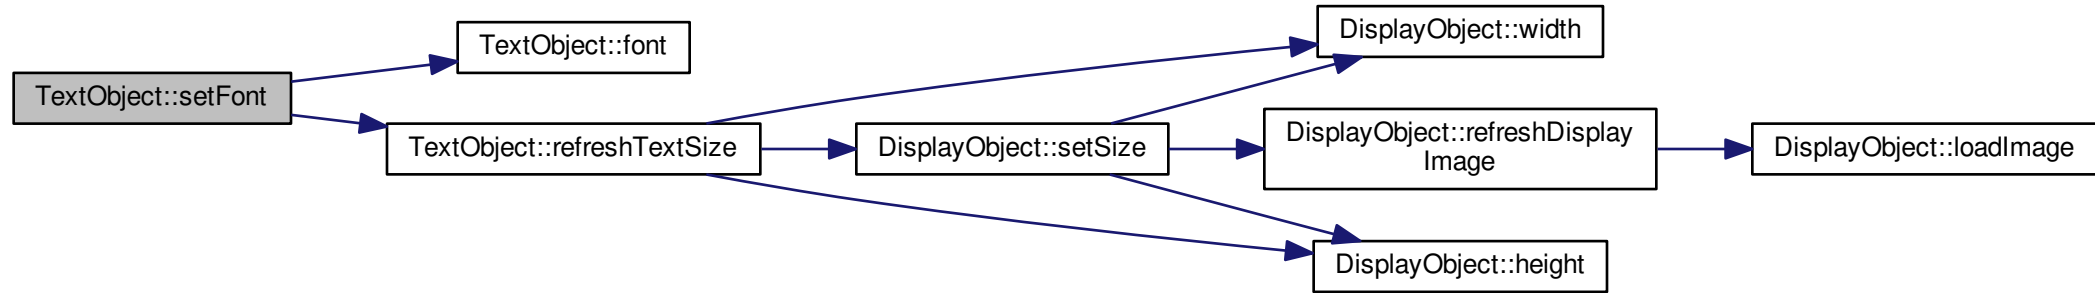 TextObject::setFont
TextObject::font
TextObject::refreshTextSize
DisplayObject::setSize
DisplayObject::width
DisplayObject::refreshDisplay
Image
DisplayObject::height
DisplayObject::loadImage